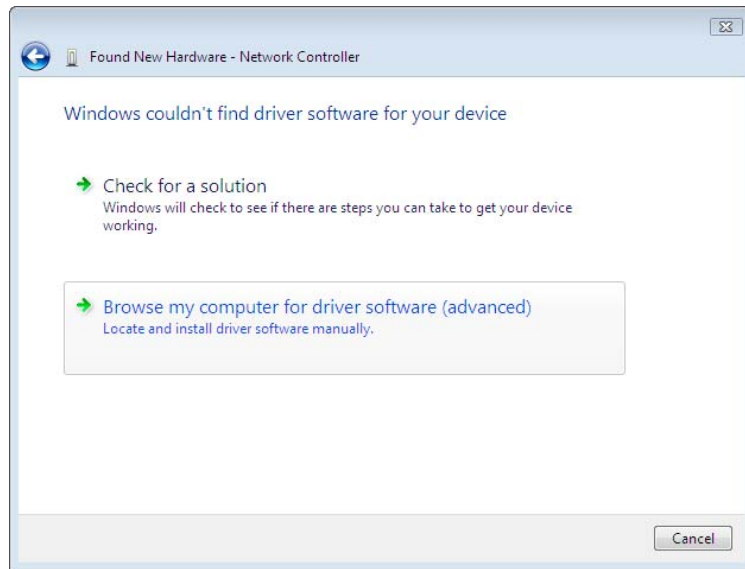 Found New Hardware - Network Controller
Windows couldn't find driver software for your device
Check for a solution
Windows will check to see if there are steps you can take to get your device
working.
Browse my computer for driver software (advanced)
Locate and install driver software manually.
Cancel